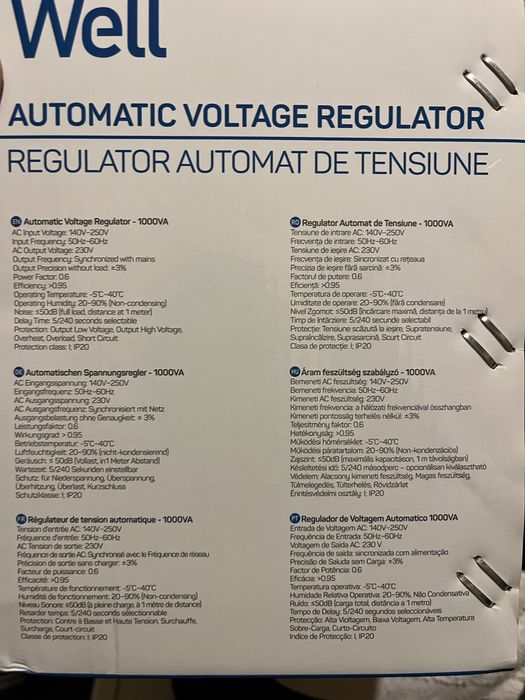 Well
AUTOMATIC VOLTAGE REGULATOR
REGULATOR AUTOMAT DE TENSIUNE
EN Automatic Voltage Regulator - 1000VA
AC Input Voltage: 140V~250V
Input Frequency: 50Hz~60Hz
AC Output Voltage: 230V
Output Frequency: Synchronized with mains
Output Precision without load: ±3%
Power Factor: 0.6
Efficiency: >0.95
Operating Temperature: -5°C~40°C
Operating Humidity: 20~90% (Non-condensing)
Noise: ≤50dB (full load, distance at 1 meter)
Delay Time: 5/240 seconds selectable
Protection: Output Low Voltage, Output High Voltage,
Overheat, Overload, Short Circuit
Protection class: I; IP20
RO Regulator Automat de Tensiune - 1000VA
Tensiune de intrare AC: 140V~250V
Frecvența de intrare: 50Hz~60Hz
Tensiune de ieșire AC: 230V
Frecvența de ieșire: Sincronizat cu rețeaua
Precizia de ieșire fără sarcină: ±3%
Factorul de putere: 0.6
Eficiență: >0.95
Temperatura de operare: -5°C~40°C
Umiditate de operare: 20~90% (fără condensare)
Nivel Zgomot: ≤50dB (încărcare maximă, distanța de la 1 metru)
Timp de întârziere: 5/240 secunde selectabil
Protecție: Tensiune scăzută la ieșire, Supratensiune,
Supraincălzire, Suprasarcină, Scurt Circuit
Clasa de protecție: I; IP20
DE Automatischen Spannungsregler - 1000VA
AC Eingangsspannung: 140V~250V
Eingangsfrequenz: 50Hz~60Hz
AC Ausgangsspannung: 230V
AC Ausgangsfrequenz: Synchronisiert mit Netz
Ausgangsbelastung ohne Genauigkeit: ± 3%
Leistungsfaktor: 0.6
Wirkungsgrad: > 0.95
Betriebstemperatur: -5°C~40°C
Luftfeuchtigkeit: 20~90% (nicht-kondensierend)
Geräusch: ≤ 50dB (Vollast, in 1 Meter Abstand)
Wartezeit: 5/240 Sekunden einstellbar
Schutz: für Niederspannung, Überspannung,
Überhitzung, Überlast, Kurzschluss
Schutzklasse: I; IP20
HU Áram feszültség szabályzó - 1000VA
Bemeneti AC feszültség: 140V~250V
Bemeneti frekvencia: 50Hz~60Hz
Kimeneti AC feszültség: 230V
Kimeneti frekvencia: a hálózati frekvenciával összhangban
Kimeneti pontosság terhelés nélkül: ±3%
Teljesítmény faktor: 0.6
Hatékonyság: >0.95
Működési hőmérséklet: -5°C~40°C
Működési páratartalom: 20~90% (Non-kondenzációs)
Zajszint: ≤50dB (maximális kapacitáson, 1 m távolságban)
Késleltetési idő: 5/240 másodperc – opcionálisan kiválasztható
Védelem: Alacsony kimeneti feszültség, Magas feszültség,
Túlmelegedés, Túlterhelés, Rövidzárlat
Érintésvédelmi osztály: I; IP20
FR Régulateur de tension automatique - 1000VA
Tension d'entrée AC: 140V~250V
Fréquence d'entrée: 50Hz~60Hz
AC Tension de sortie: 230V
Fréquence de sortie AC: Synchronisé avec le Fréquence de réseau
Précision de sortie sans charger: ±3%
Facteur de puissance: 0.6
Efficacité: >0.95
Température de fonctionnement: -5°C~40°C
Humidité de fonctionnement: 20~90% (Non-condensing)
Niveau Sonore: ≤50dB (à pleine charge, à 1 mètre de distance)
Retarder temps: 5/240 seconds sélectionnable
Protection: Contre à Basse et Haute Tension, Surchauffe,
Surcharge, Court-circuit
Classe de protection: I; IP20
PT Regulador de Voltagem Automatico 1000VA
Entrada de Voltagem AC: 140V~250V
Frequência de Entrada: 50Hz~60Hz
Voltagem de Saída AC: 230 V
Frequência de saída: sincronizada com alimentação
Precisão de Saluda sem Carga: ±3%
Factor de Potência: 0.6
Eficácia: >0.95
Temperatura operativa: -5°C~40°C
Humidade Relativa Operativa: 20~90%, Não Condensativa
Ruído: ≤50dB (carga total, distância a 1 metro)
Tempo de Delay: 5/240 segundos seleccionáveis
Protecção: Alta Violtagem, Baixa Voltagem, Alta Temperatura
Sobre-Carga, Curto-Circuito
Indice de Protecção: I; IP20